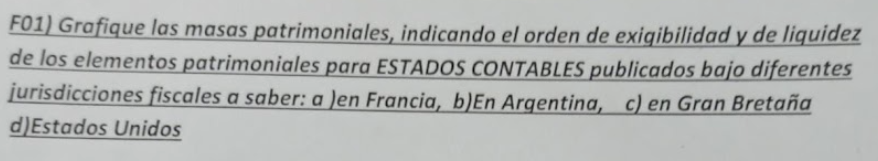 F01) Grafique las masas patrimoniales, indicando el orden de exigibilidad y de liquidez
de los elementos patrimoniales para ESTADOS CONTABLES publicados bajo diferentes
jurisdicciones fiscales a saber: a )en Francia, b)En Argentina, c) en Gran Bretaña
d)Estados Unidos